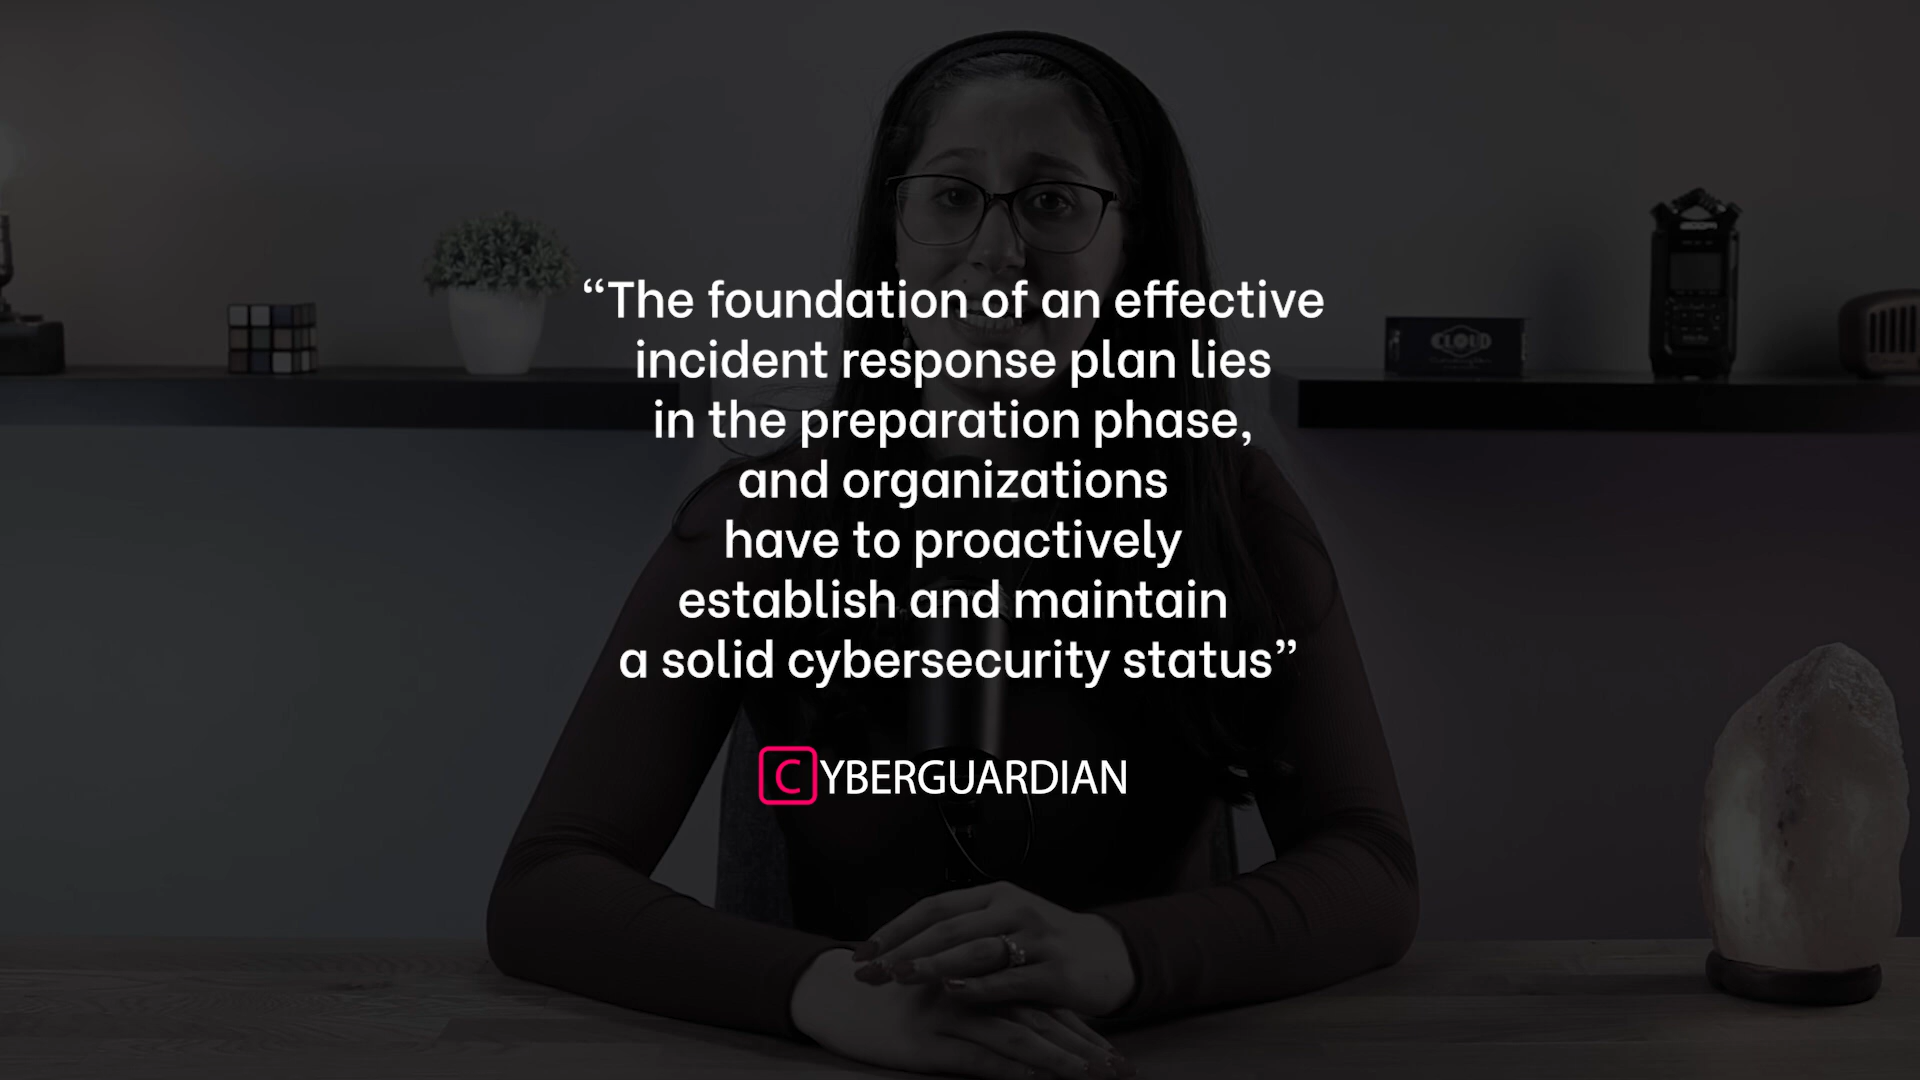 “The foundation of an effective
incident response plan lies
in the preparation phase,
and organizations
have to proactively
establish and maintain
a solid cybersecurity status”
CYBERGUARDIAN
zoom
CLOUD